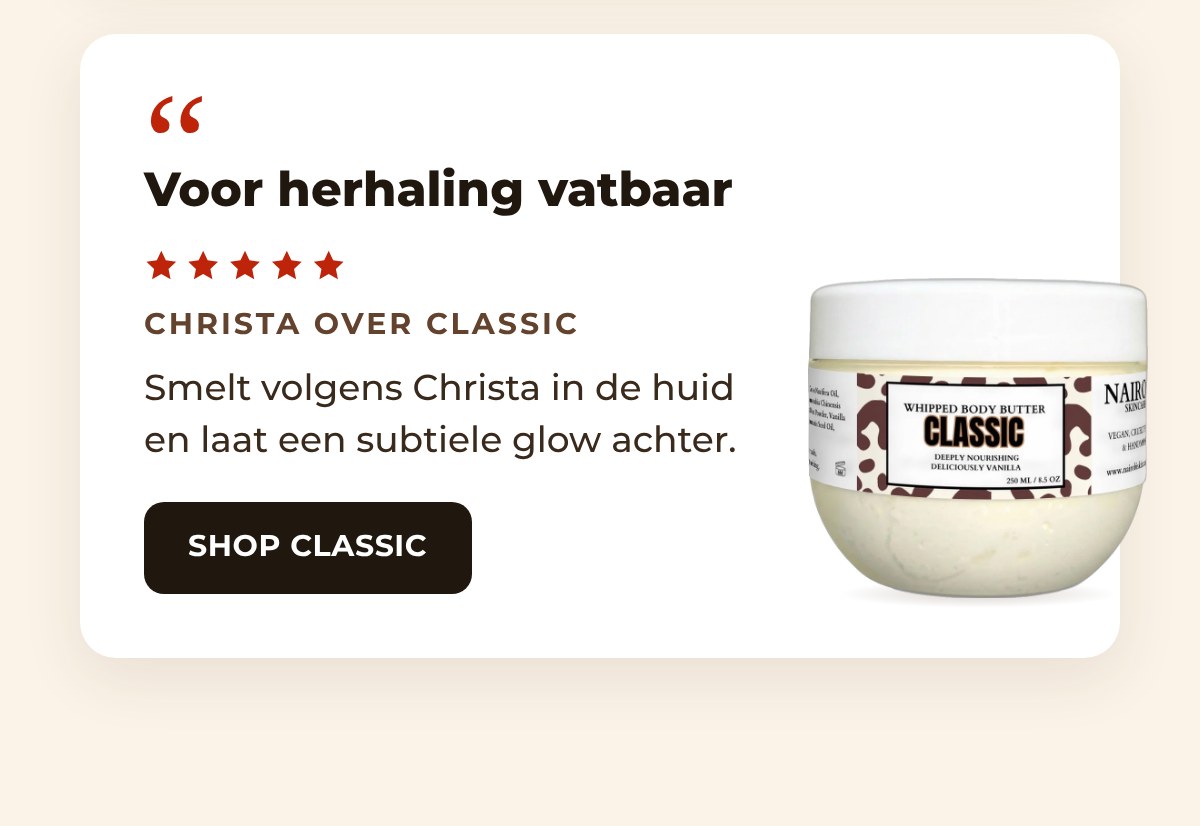 “
Voor herhaling vatbaar
CHRISTA OVER CLASSIC
Smelt volgens Christa in de huid
en laat een subtiele glow achter.
SHOP CLASSIC
WHIPPED BODY BUTTER
CLASSIC
DEEPLY NOURISHING
DELICIOUSLY VANILLA
250 ML / 8.5 OZ
VEGAN,